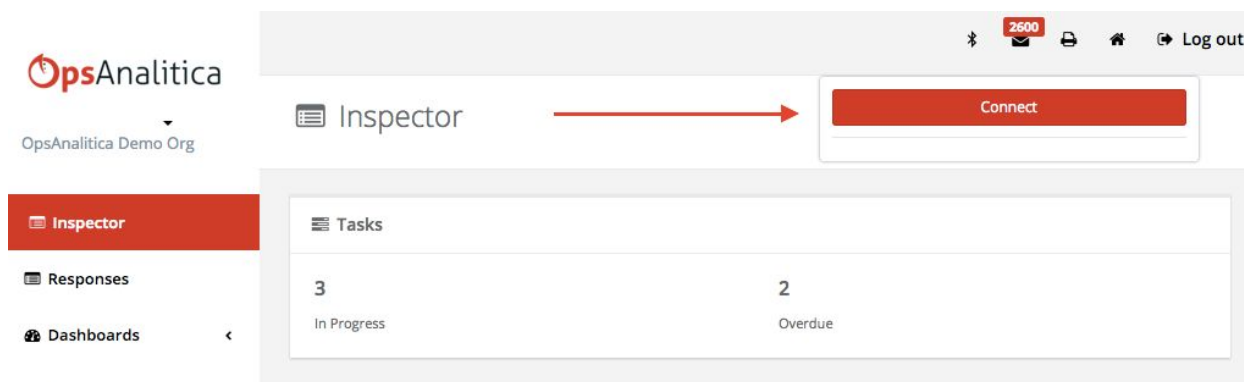 2600
Log out
OpsAnalitica
OpsAnalitica Demo Org
Inspector
Connect
Inspector
Responses
Dashboards
Tasks
3
In Progress
2
Overdue